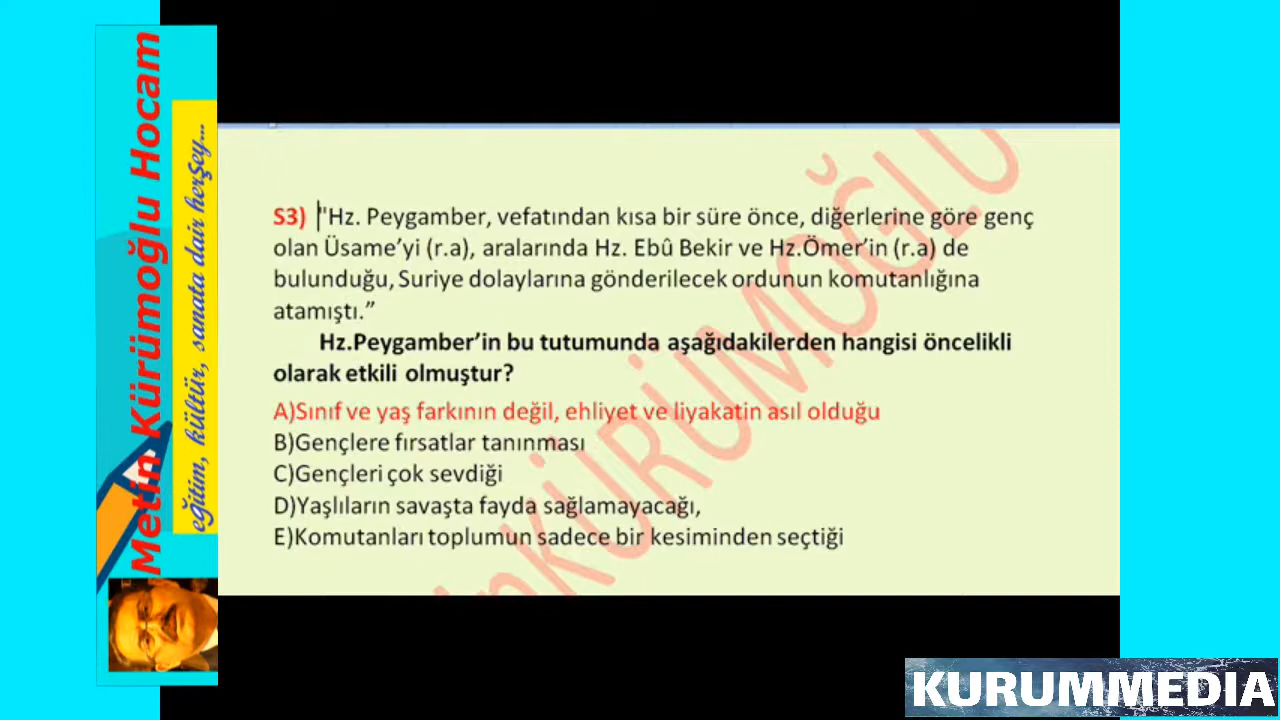 Metin Kürümoğlu Hocam
eğitim, kültür, sanata dair herşey...
S3) "Hz. Peygamber, vefatından kısa bir süre önce, diğerlerine göre genç
olan Üsame’yi (r.a), aralarında Hz. Ebû Bekir ve Hz.Ömer’in (r.a) de
bulunduğu, Suriye dolaylarına gönderilecek ordunun komutanlığına
atamıştı.”
Hz.Peygamber’in bu tutumunda aşağıdakilerden hangisi öncelikli
olarak etkili olmuştur?
A)Sınıf ve yaş farkının değil, ehliyet ve liyakatin asıl olduğu
B)Gençlere fırsatlar tanınması
C)Gençleri çok sevdiği
D)Yaşlıların savaşta fayda sağlamayacağı,
E)Komutanları toplumun sadece bir kesiminden seçtiği
inKÜRÜMOĞLU
KURUMMEDIA